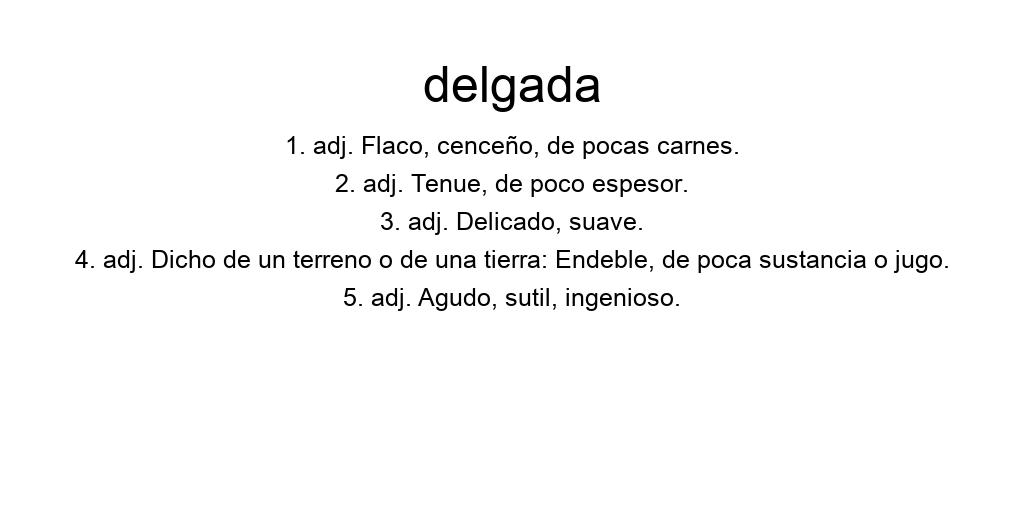 delgada
1. adj. Flaco, cenceño, de pocas carnes.
2. adj. Tenue, de poco espesor.
3. adj. Delicado, suave.
4. adj. Dicho de un terreno o de una tierra: Endeble, de poca sustancia o jugo.
5. adj. Agudo, sutil, ingenioso.